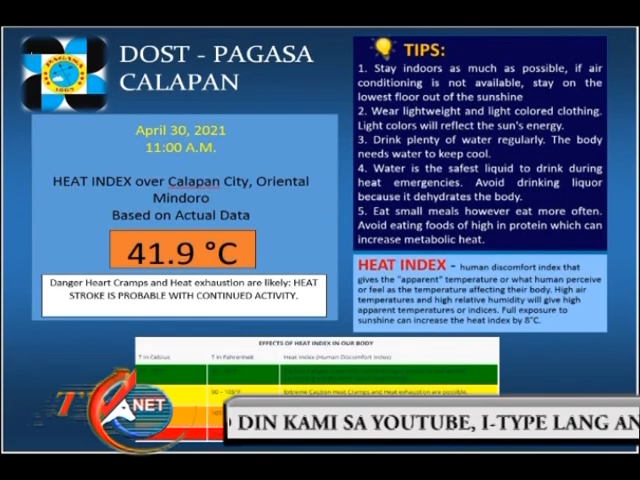 DOST - PAGASA
CALAPAN
April 30, 2021
11:00 A.M.
HEAT INDEX over Calapan City, Oriental
Mindoro
Based on Actual Data
41.9 °C
Danger Heart Cramps and Heat exhaustion are likely: HEAT
STROKE IS PROBABLE WITH CONTINUED ACTIVITY.
TIPS:
1. Stay indoors as much as possible, if air
conditioning is not available, stay on the
lowest floor out of the sunshine
2. Wear lightweight and light colored clothing.
Light colors will reflect the sun's energy.
3. Drink plenty of water regularly. The body
needs water to keep cool.
4. Water is the safest liquid to drink during
heat emergencies. Avoid drinking liquor
because it dehydrates the body.
5. Eat small meals however eat more often.
Avoid eating foods of high in protein which can
increase metabolic heat.
HEAT INDEX - human discomfort index that
gives the "apparent" temperature or what human perceive
or feel as the temperature affecting their body. High air
temperatures and high relative humidity will give high
apparent temperatures or indices. Full exposure to
sunshine can increase the heat index by 8°C.
EFFECTS OF HEAT INDEX IN OUR BODY
T in Celsius T in Fahrenheit Heat Index (Human Discomfort Index)
90 - 105°F Extreme Caution Heat Cramps and Heat exhaustion are possible,
NET
DIN KAMI SA YOUTUBE, I-TYPE LANG AN